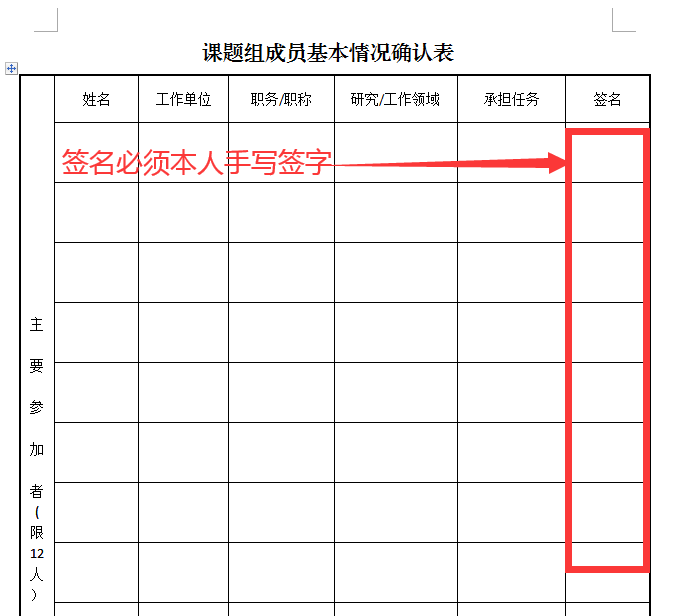 课题组成员基本情况确认表
姓名 工作单位 职务/职称 研究/工作领域 承担任务 签名
签名必须本人手写签字
主
要
参
加
者
(
限
12
人
)